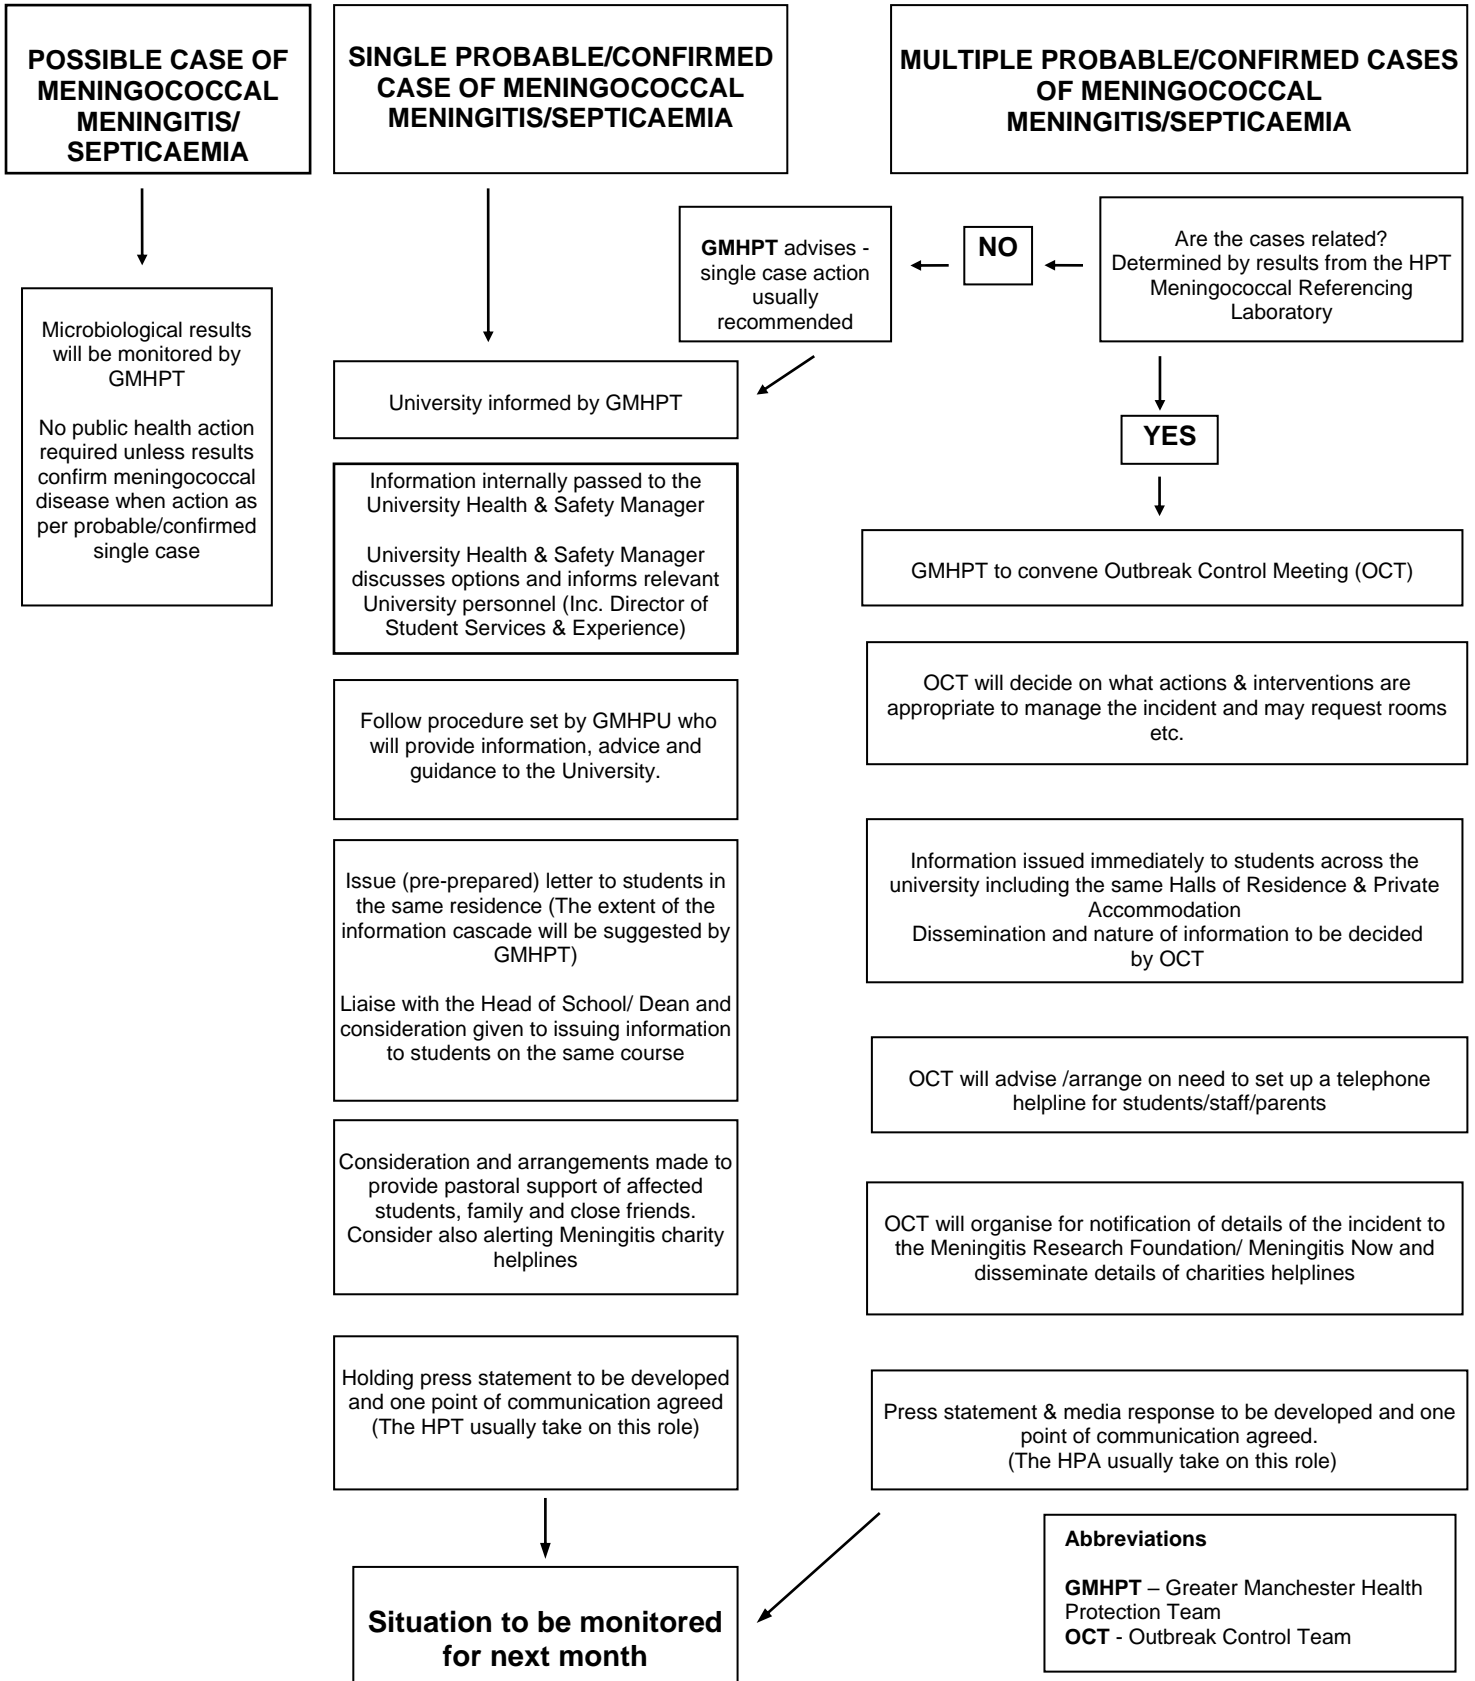 POSSIBLE CASE OF
MENINGOCOCCAL
MENINGITIS/
SEPTICAEMIA
Microbiological results
will be monitored by
GMHPT
No public health action
required unless results
confirm meningococcal
disease when action as
per probable/confirmed
single case
SINGLE PROBABLE/CONFIRMED
CASE OF MENINGOCOCCAL
MENINGITIS/SEPTICAEMIA
University informed by GMHPT
Information internally passed to the
University Health & Safety Manager
University Health & Safety Manager
discusses options and informs relevant
University personnel (Inc. Director of
Student Services & Experience)
Follow procedure set by GMHPU who
will provide information, advice and
guidance to the University.
Issue (pre-prepared) letter to students in
the same residence (The extent of the
information cascade will be suggested by
GMHPT)
Liaise with the Head of School/ Dean and
consideration given to issuing information
to students on the same course
Consideration and arrangements made to
provide pastoral support of affected
students, family and close friends.
Consider also alerting Meningitis charity
helplines
Holding press statement to be developed
and one point of communication agreed
(The HPT usually take on this role)
Situation to be monitored
for next month
MULTIPLE PROBABLE/CONFIRMED CASES
OF MENINGOCOCCAL
MENINGITIS/SEPTICAEMIA
Are the cases related?
Determined by results from the HPT
Meningococcal Referencing
Laboratory
NO
GMHPT advises -
single case action
usually
recommended
YES
GMHPT to convene Outbreak Control Meeting (OCT)
OCT will decide on what actions & interventions are
appropriate to manage the incident and may request rooms
etc.
Information issued immediately to students across the
university including the same Halls of Residence & Private
Accommodation
Dissemination and nature of information to be decided
by OCT
OCT will advise /arrange on need to set up a telephone
helpline for students/staff/parents
OCT will organise for notification of details of the incident to
the Meningitis Research Foundation/ Meningitis Now and
disseminate details of charities helplines
Press statement & media response to be developed and one
point of communication agreed.
(The HPA usually take on this role)
Abbreviations
GMHPT – Greater Manchester Health
Protection Team
OCT - Outbreak Control Team